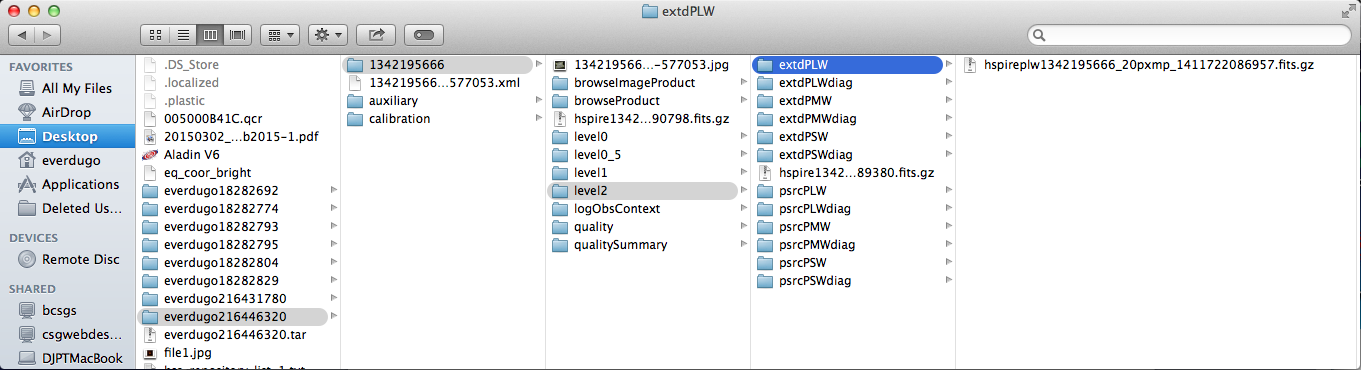 extdPLW
FAVORITES
All My Files
AirDrop
Desktop
everdugo
Applications
Deleted Us...
DEVICES
Remote Disc
SHARED
bcsgs
csgwebdes...
DJPTMacBook
.DS_Store
.localized
.plastic
005000B41C.qcr
20150302_...b2015-1.pdf
Aladin V6
eq_coor_bright
everdugo18282692
everdugo18282774
everdugo18282793
everdugo18282795
everdugo18282804
everdugo18282829
everdugo216431780
everdugo216446320
everdugo216446320.tar
file1.jpg
1342195666
134219566...577053.xml
auxiliary
calibration
134219566...-577053.jpg
browseImageProduct
browseProduct
hspire1342...90798.fits.gz
level0
level0_5
level1
level2
logObsContext
quality
qualitySummary
extdPLW
extdPLWdiag
extdPMW
extdPMWdiag
extdPSW
extdPSWdiag
hspire1342...89380.fits.gz
psrcPLW
psrcPLWdiag
psrcPMW
psrcPMWdiag
psrcPSW
psrcPSWdiag
hspireplw1342195666_20pxmp_1411722086957.fits.gz